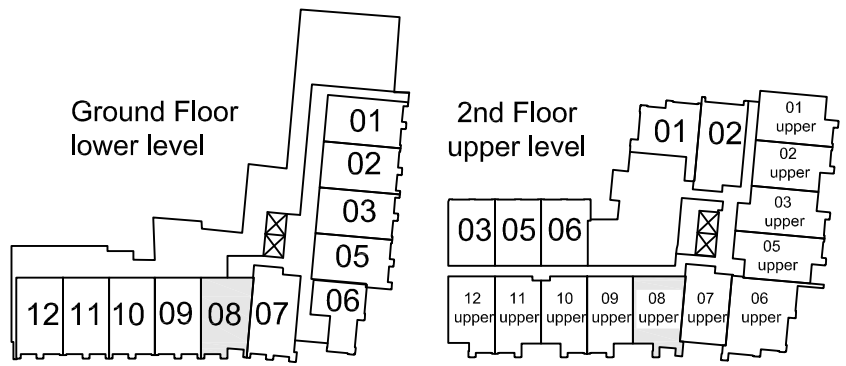 Ground Floor
lower level
01
02
03
05
06
12 11 10 09 08 07
2nd Floor
upper level
01 02
03 05 06
01
upper
02
upper
03
upper
05
upper
12
upper
11
upper
10
upper
09
upper
08
upper
07
upper
06
upper